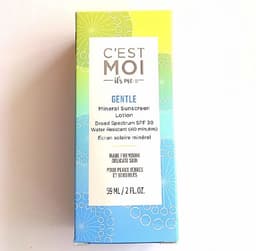 C'EST
MOI
it's me
GENTLE
Mineral Sunscreen
Lotion
Broad Spectrum SPF 30
Water Resistant (40 minutes)
Écran solaire minéral
MADE FOR YOUNG
DELICATE SKIN
POUR PEAUX JEUNES
ET SENSIBLES
59 ML / 2 FL. OZ.